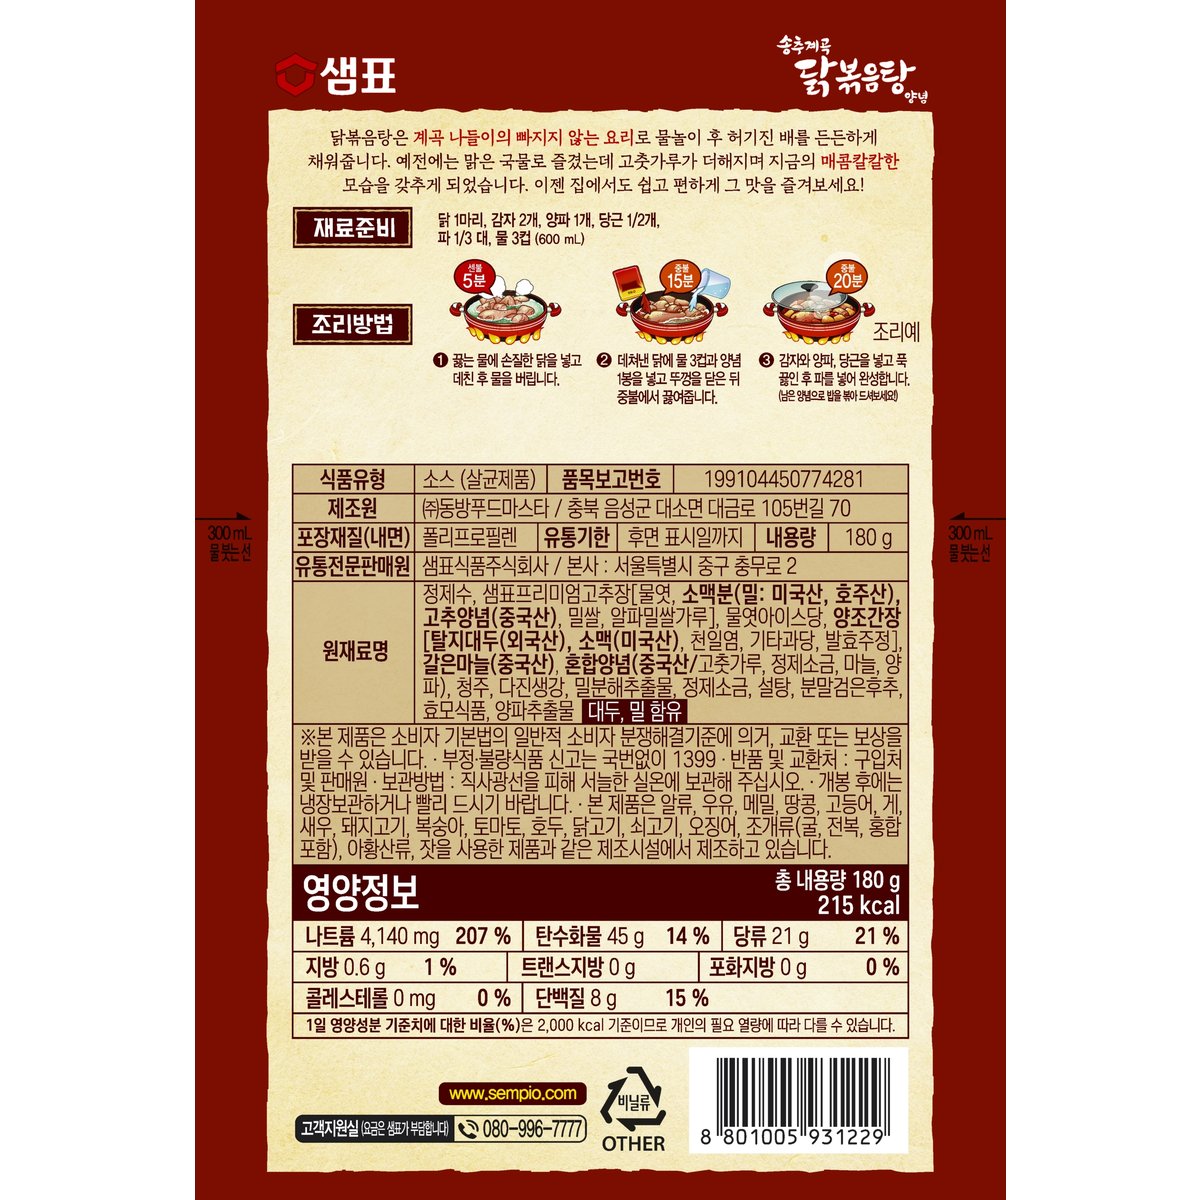 샘표
송추계곡
닭볶음탕
양념
닭볶음탕은 계곡 나들이의 빠지지 않는 요리로 물놀이 후 허기진 배를 든든하게
채워줍니다. 예전에는 맑은 국물로 즐겼는데 고춧가루가 더해지며 지금의 매콤칼칼한
모습을 갖추게 되었습니다. 이젠 집에서도 쉽고 편하게 그 맛을 즐겨보세요!
재료준비
닭 1마리, 감자 2개, 양파 1개, 당근 1/2개,
파 1/3 대, 물 3컵 (600 mL)
조리방법
센불
5분
중불
15분
중불
20분
조리예
1 끓는 물에 손질한 닭을 넣고
데친 후 물을 버립니다.
2 데쳐낸 닭에 물 3컵과 양념
1봉을 넣고 뚜껑을 닫은 뒤
중불에서 끓여줍니다.
3 감자와 양파, 당근을 넣고 푹
끓인 후 파를 넣어 완성합니다.
(남은 양념으로 밥을 볶아 드셔보세요!)
300 mL
물 붓는 선
300 mL
물 붓는 선
식품유형 소스 (살균제품) 품목보고번호 199104450774281
제조원 ㈜동방푸드마스타 / 충북 음성군 대소면 대금로 105번길 70
포장재질(내면) 폴리프로필렌 유통기한 후면 표시일까지 내용량 180 g
유통전문판매원 샘표식품주식회사 / 본사 : 서울특별시 중구 충무로 2
원재료명
정제수, 샘표프리미엄고추장[물엿, 소맥분(밀: 미국산, 호주산),
고추양념(중국산), 밀쌀, 알파밀쌀가루], 물엿아이스당, 양조간장
[탈지대두(외국산), 소맥(미국산), 천일염, 기타과당, 발효주정],
갈은마늘(중국산), 혼합양념(중국산/고춧가루, 정제소금, 마늘, 양
파), 청주, 다진생강, 밀분해추출물, 정제소금, 설탕, 분말검은후추,
효모식품, 양파추출물 대두, 밀 함유
※본 제품은 소비자 기본법의 일반적 소비자 분쟁해결기준에 의거, 교환 또는 보상을
받을 수 있습니다. · 부정·불량식품 신고는 국번없이 1399 · 반품 및 교환처 : 구입처
및 판매원 · 보관방법 : 직사광선을 피해 서늘한 실온에 보관해 주십시오. · 개봉 후에는
냉장보관하거나 빨리 드시기 바랍니다. · 본 제품은 알류, 우유, 메밀, 땅콩, 고등어, 게,
새우, 돼지고기, 복숭아, 토마토, 호두, 닭고기, 쇠고기, 오징어, 조개류(굴, 전복, 홍합
포함), 아황산류, 잣을 사용한 제품과 같은 제조시설에서 제조하고 있습니다.
영양정보
총 내용량 180 g
215 kcal
나트륨 4,140 mg 207 % 탄수화물 45 g 14 % 당류 21 g 21 %
지방 0.6 g 1 % 트랜스지방 0 g 포화지방 0 g 0 %
콜레스테롤 0 mg 0 % 단백질 8 g 15 %
1일 영양성분 기준치에 대한 비율(%)은 2,000 kcal 기준이므로 개인의 필요 열량에 따라 다를 수 있습니다.
www.sempio.com
고객지원실 (요금은 샘표가 부담합니다) 080-996-7777
비닐류
OTHER
8 801005 931229